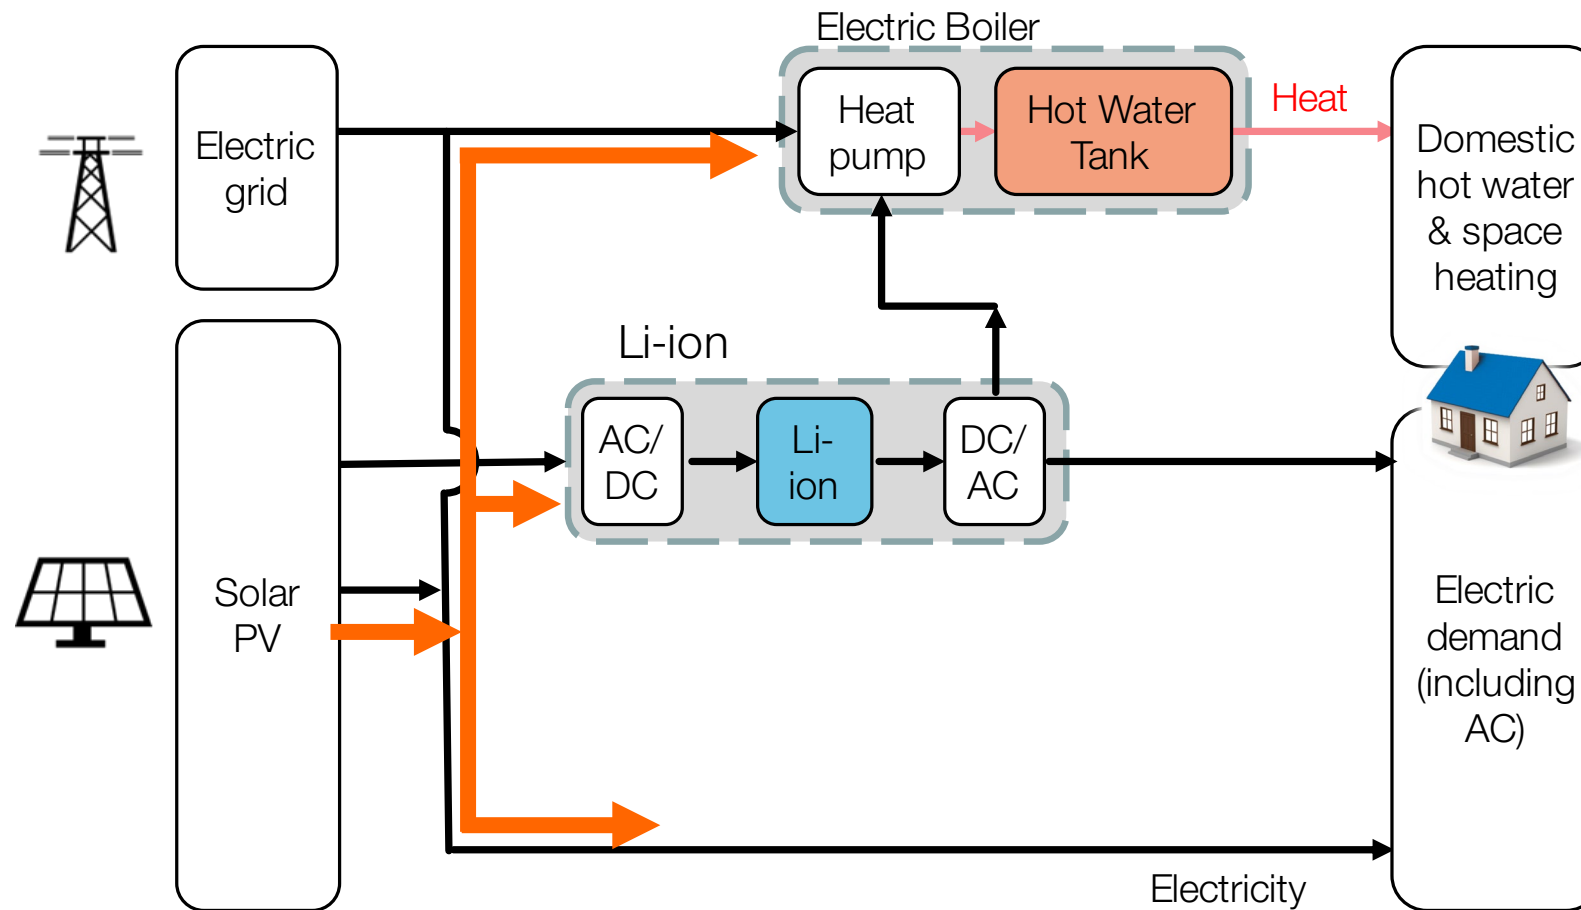 Electric Boiler
Electric
grid
Heat
pump
Hot Water
Tank
Heat
Domestic
hot water
& space
heating
Li-ion
AC/
DC
Li-
ion
DC/
AC
Solar
PV
Electric
demand
(including
AC)
Electricity